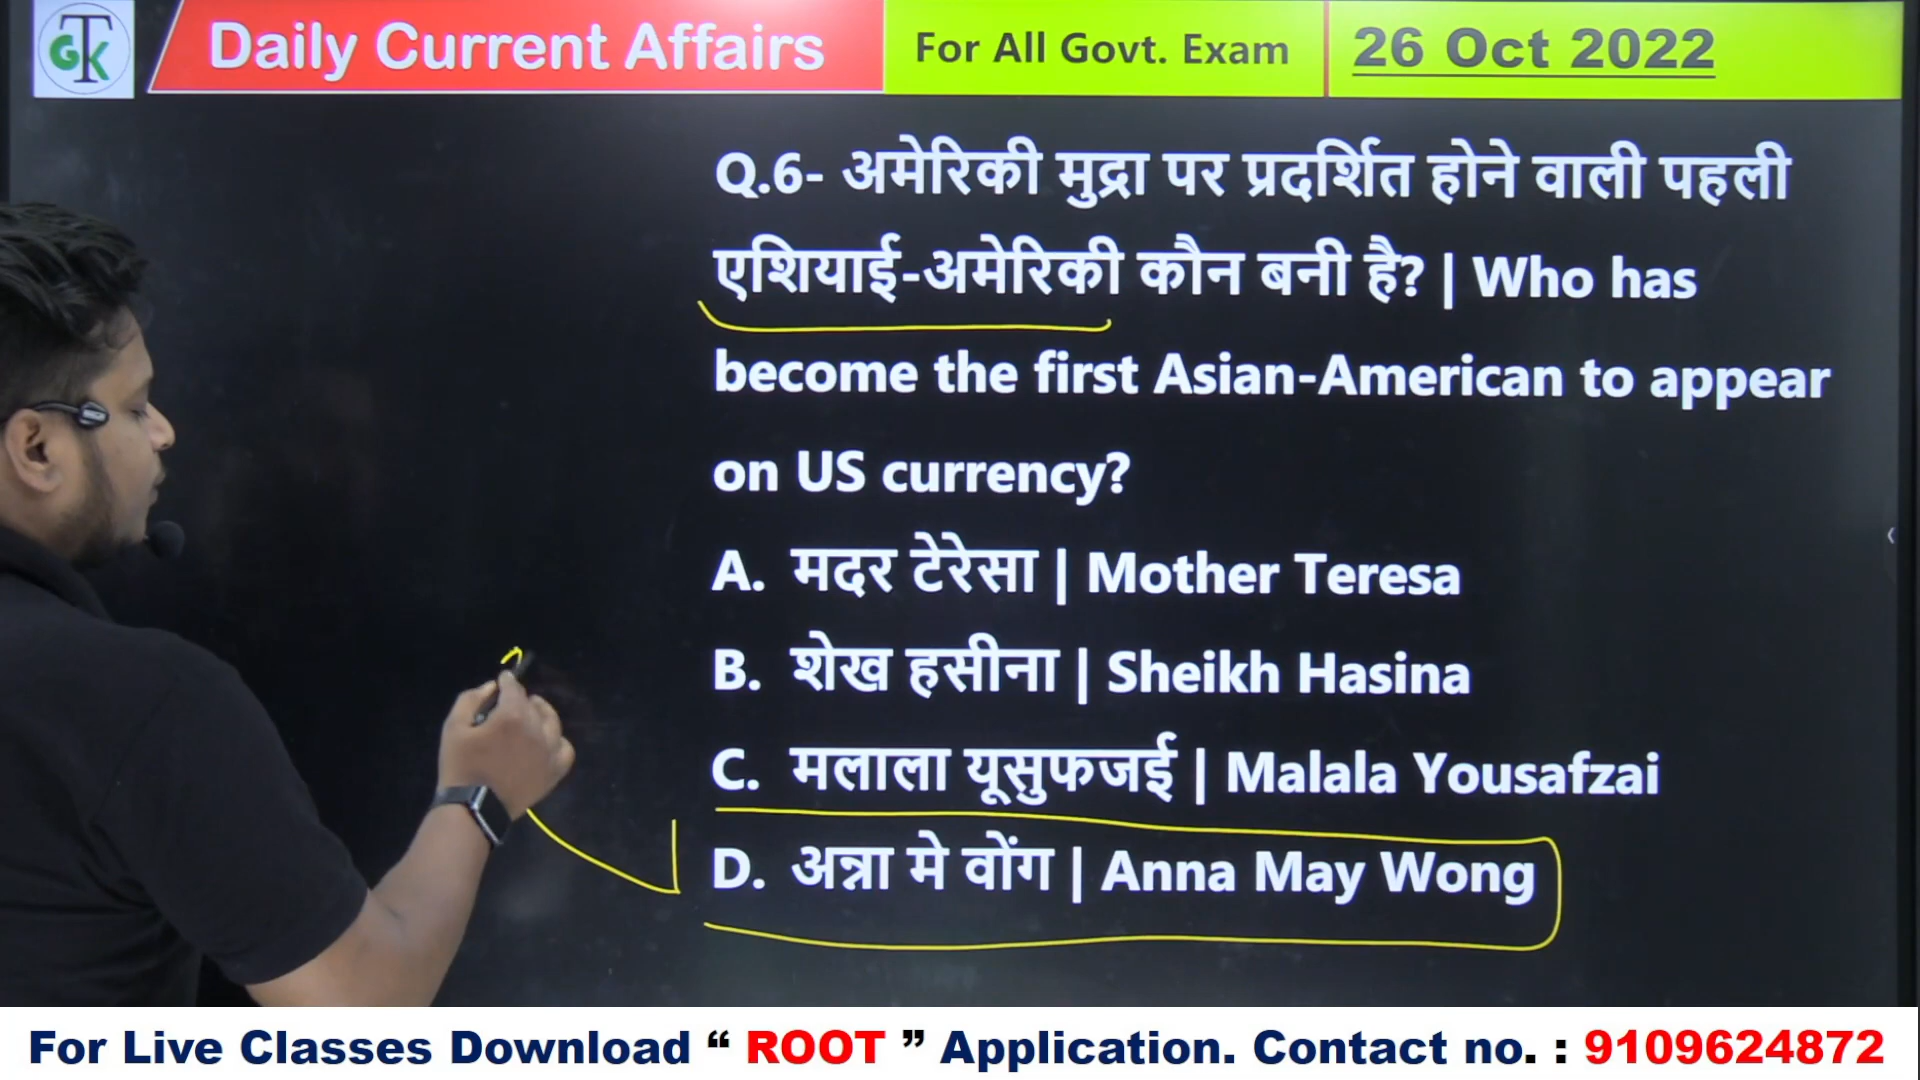 GTK
Daily Current Affairs
For All Govt. Exam
26 Oct 2022
Q.6- अमेरिकी मुद्रा पर प्रदर्शित होने वाली पहली
एशियाई-अमेरिकी कौन बनी है? | Who has
become the first Asian-American to appear
on US currency?
A. मदर टेरेसा | Mother Teresa
B. शेख हसीना | Sheikh Hasina
C. मलाला यूसुफजई | Malala Yousafzai
D. अन्ना मे वोंग | Anna May Wong
For Live Classes Download “ ROOT ” Application. Contact no. : 9109624872